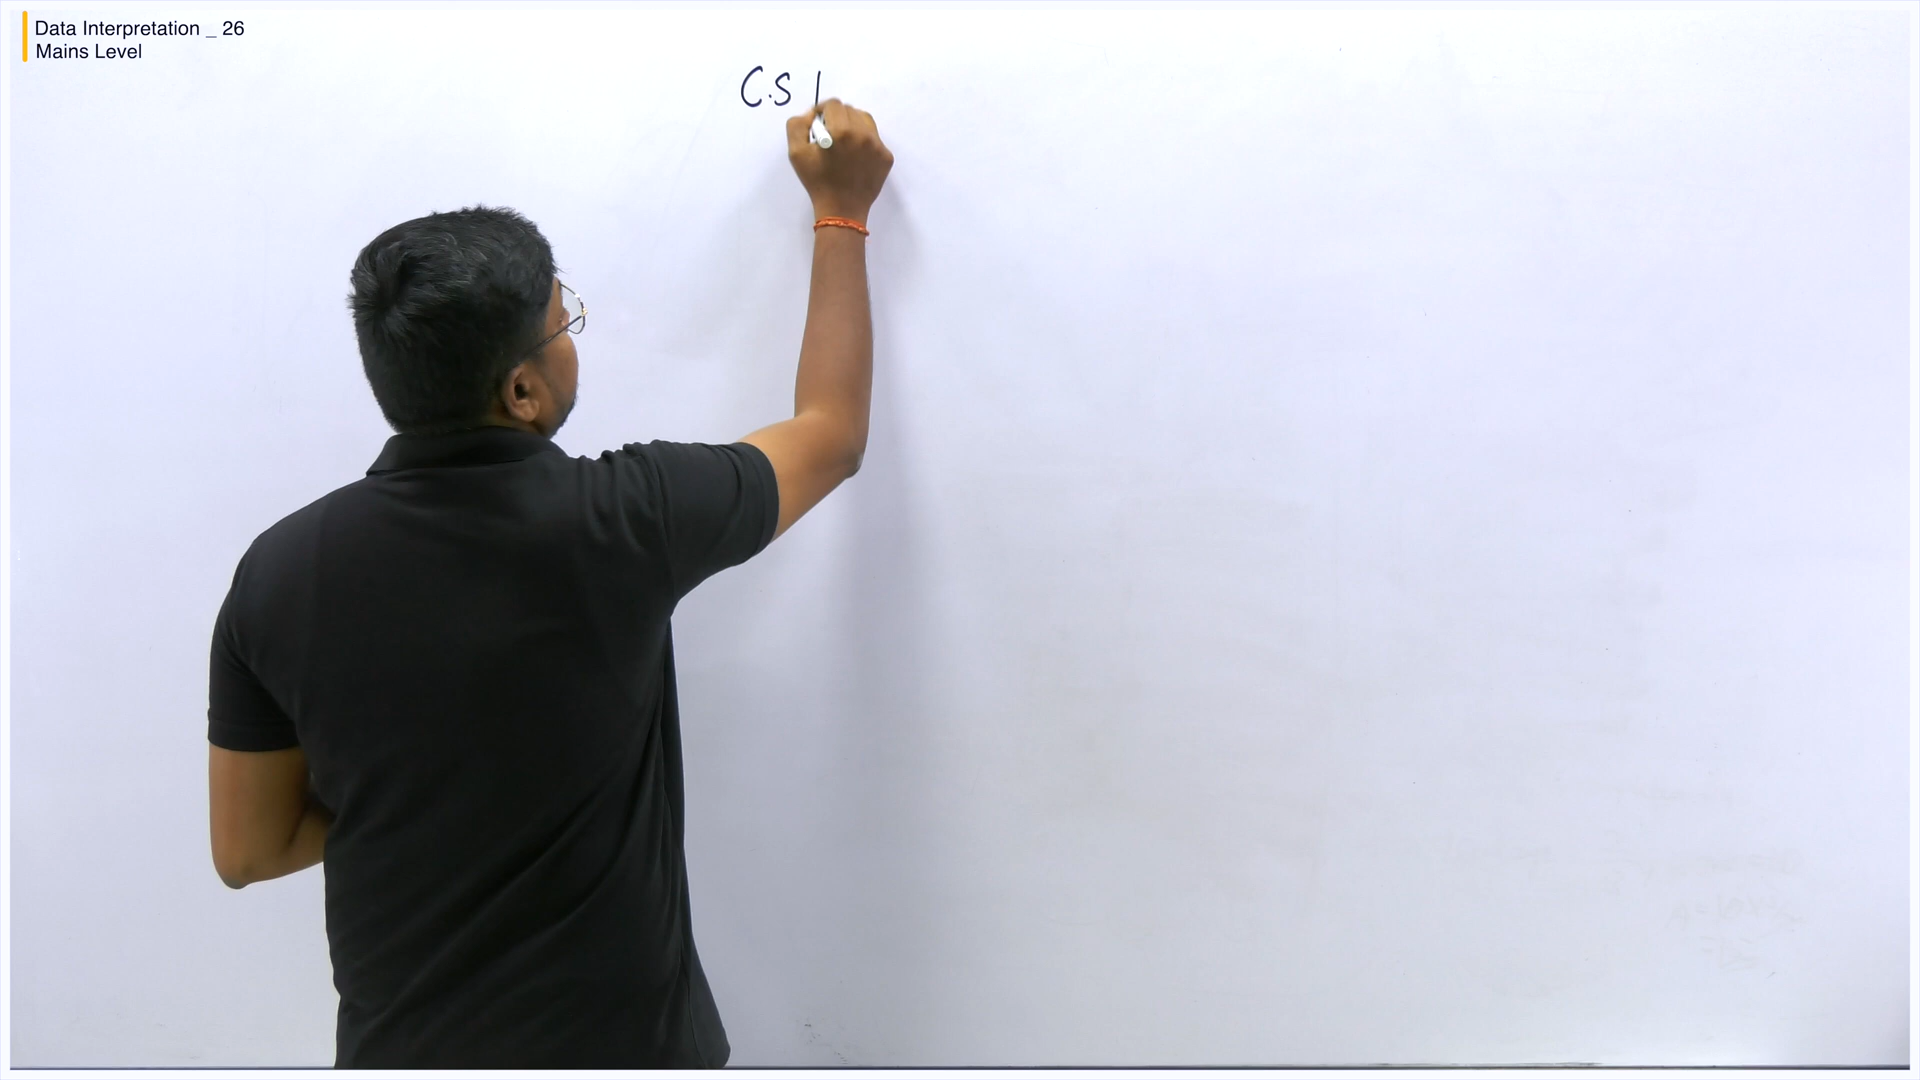 Data Interpretation _ 26
Mains Level
C.S